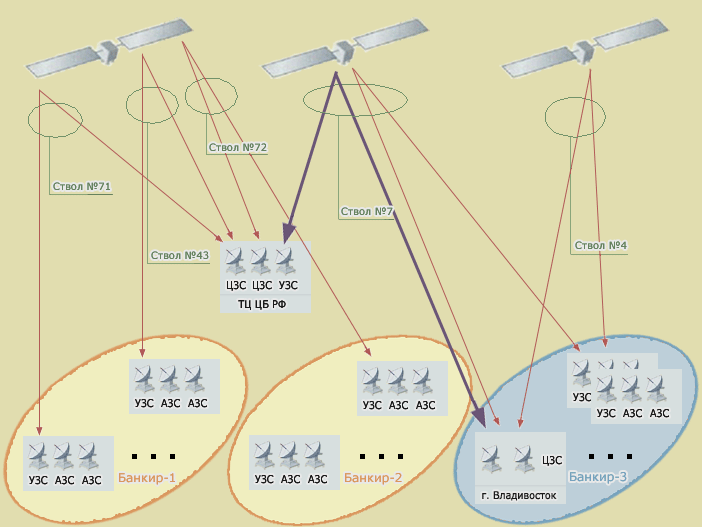 Ствол №72
Ствол №71
Ствол №7
Ствол №43
Ствол №4
ЦЗС ЦЗС УЗС
ТЦ ЦБ РФ
УЗС АЗС АЗС
УЗС АЗС АЗС
УЗС
УЗС АЗС АЗС
УЗС АЗС АЗС
Банкир-1
УЗС АЗС АЗС
Банкир-2
ЦЗС
г. Владивосток
Банкир-3